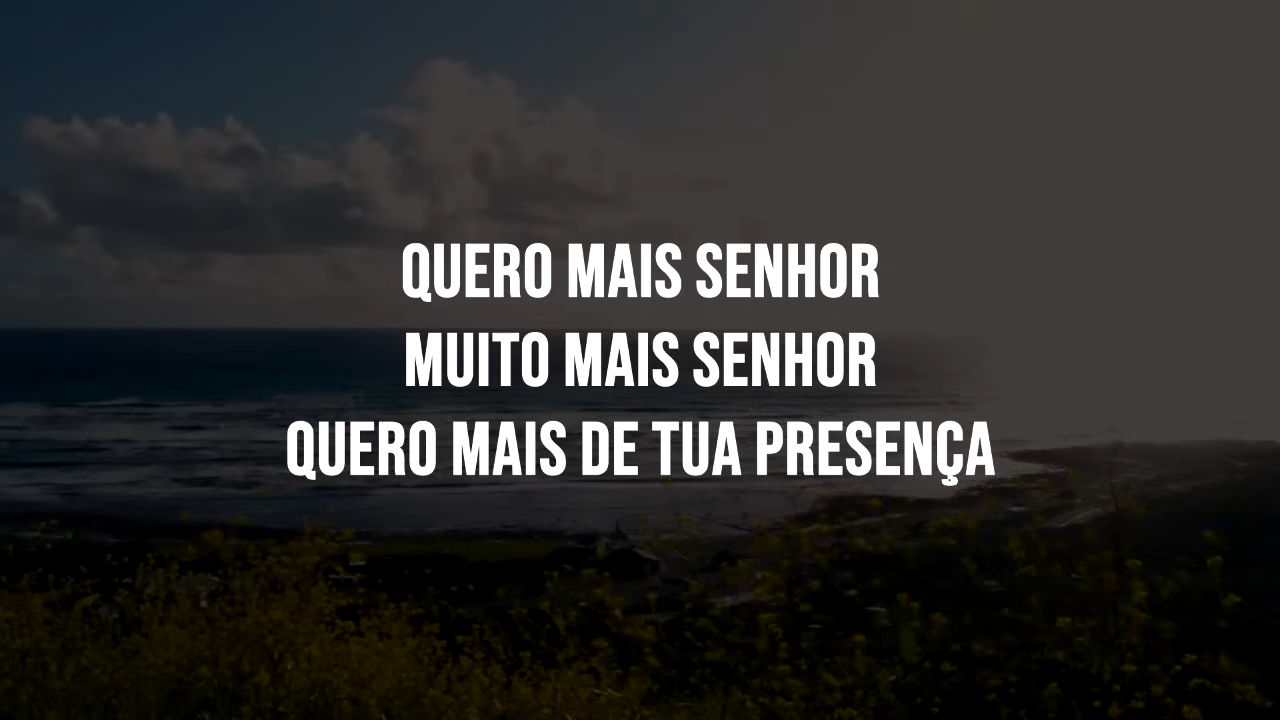 QUERO MAIS SENHOR
MUITO MAIS SENHOR
QUERO MAIS DE TUA PRESENÇA